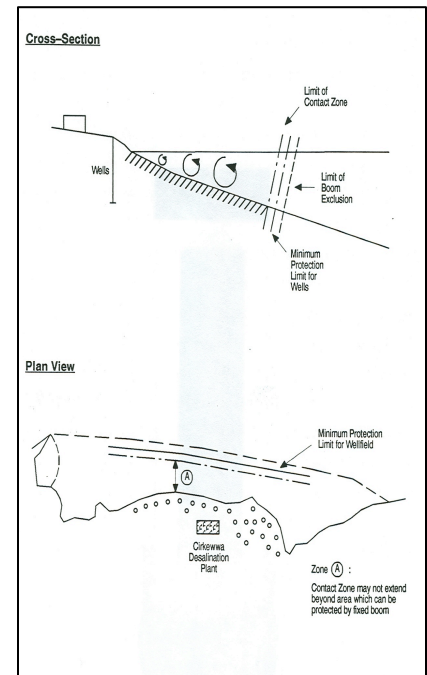 Cross–Section
Limit of
Contact Zone
Wells
Limit of
Boom
Exclusion
Minimum
Protection
Limit for
Wells
Plan View
Minimum Protection
Limit for Wellfield
A
Cirkewwa
Desalination
Plant
Zone A :
Contact Zone may not extend
beyond area which can be
protected by fixed boom